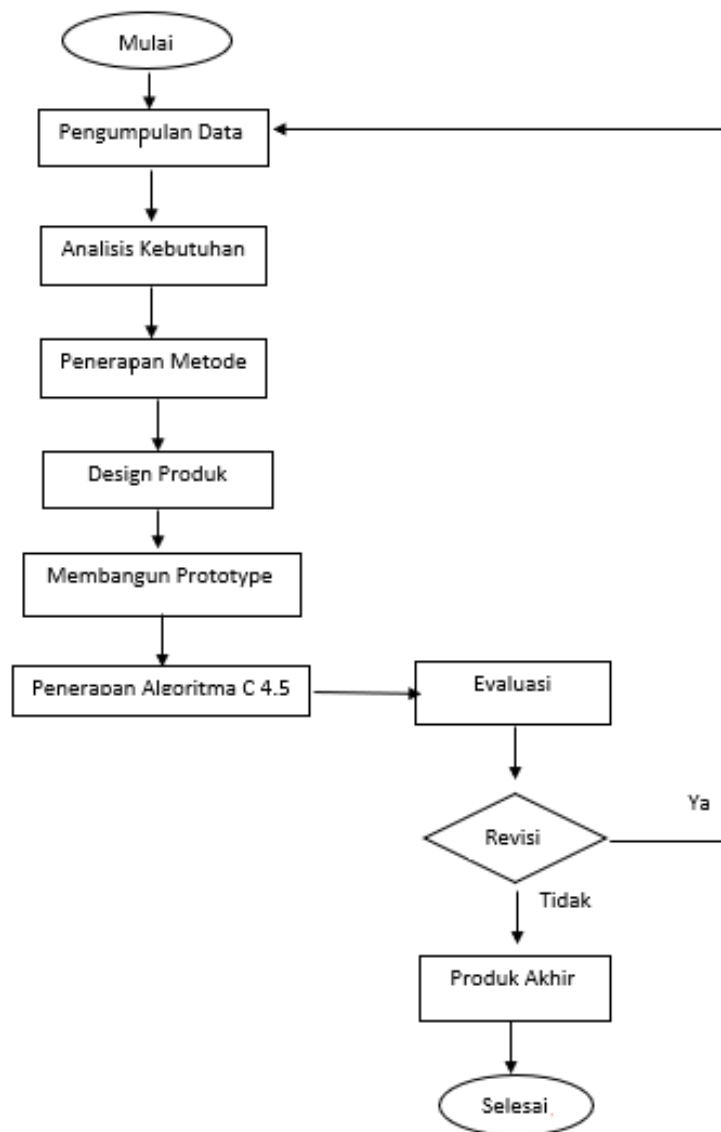 Mulai
Pengumpulan Data
Analisis Kebutuhan
Penerapan Metode
Design Produk
Membangun Prototype
Penerapan Algoritma C 4.5
Evaluasi
Revisi
Ya
Tidak
Produk Akhir
Selesai